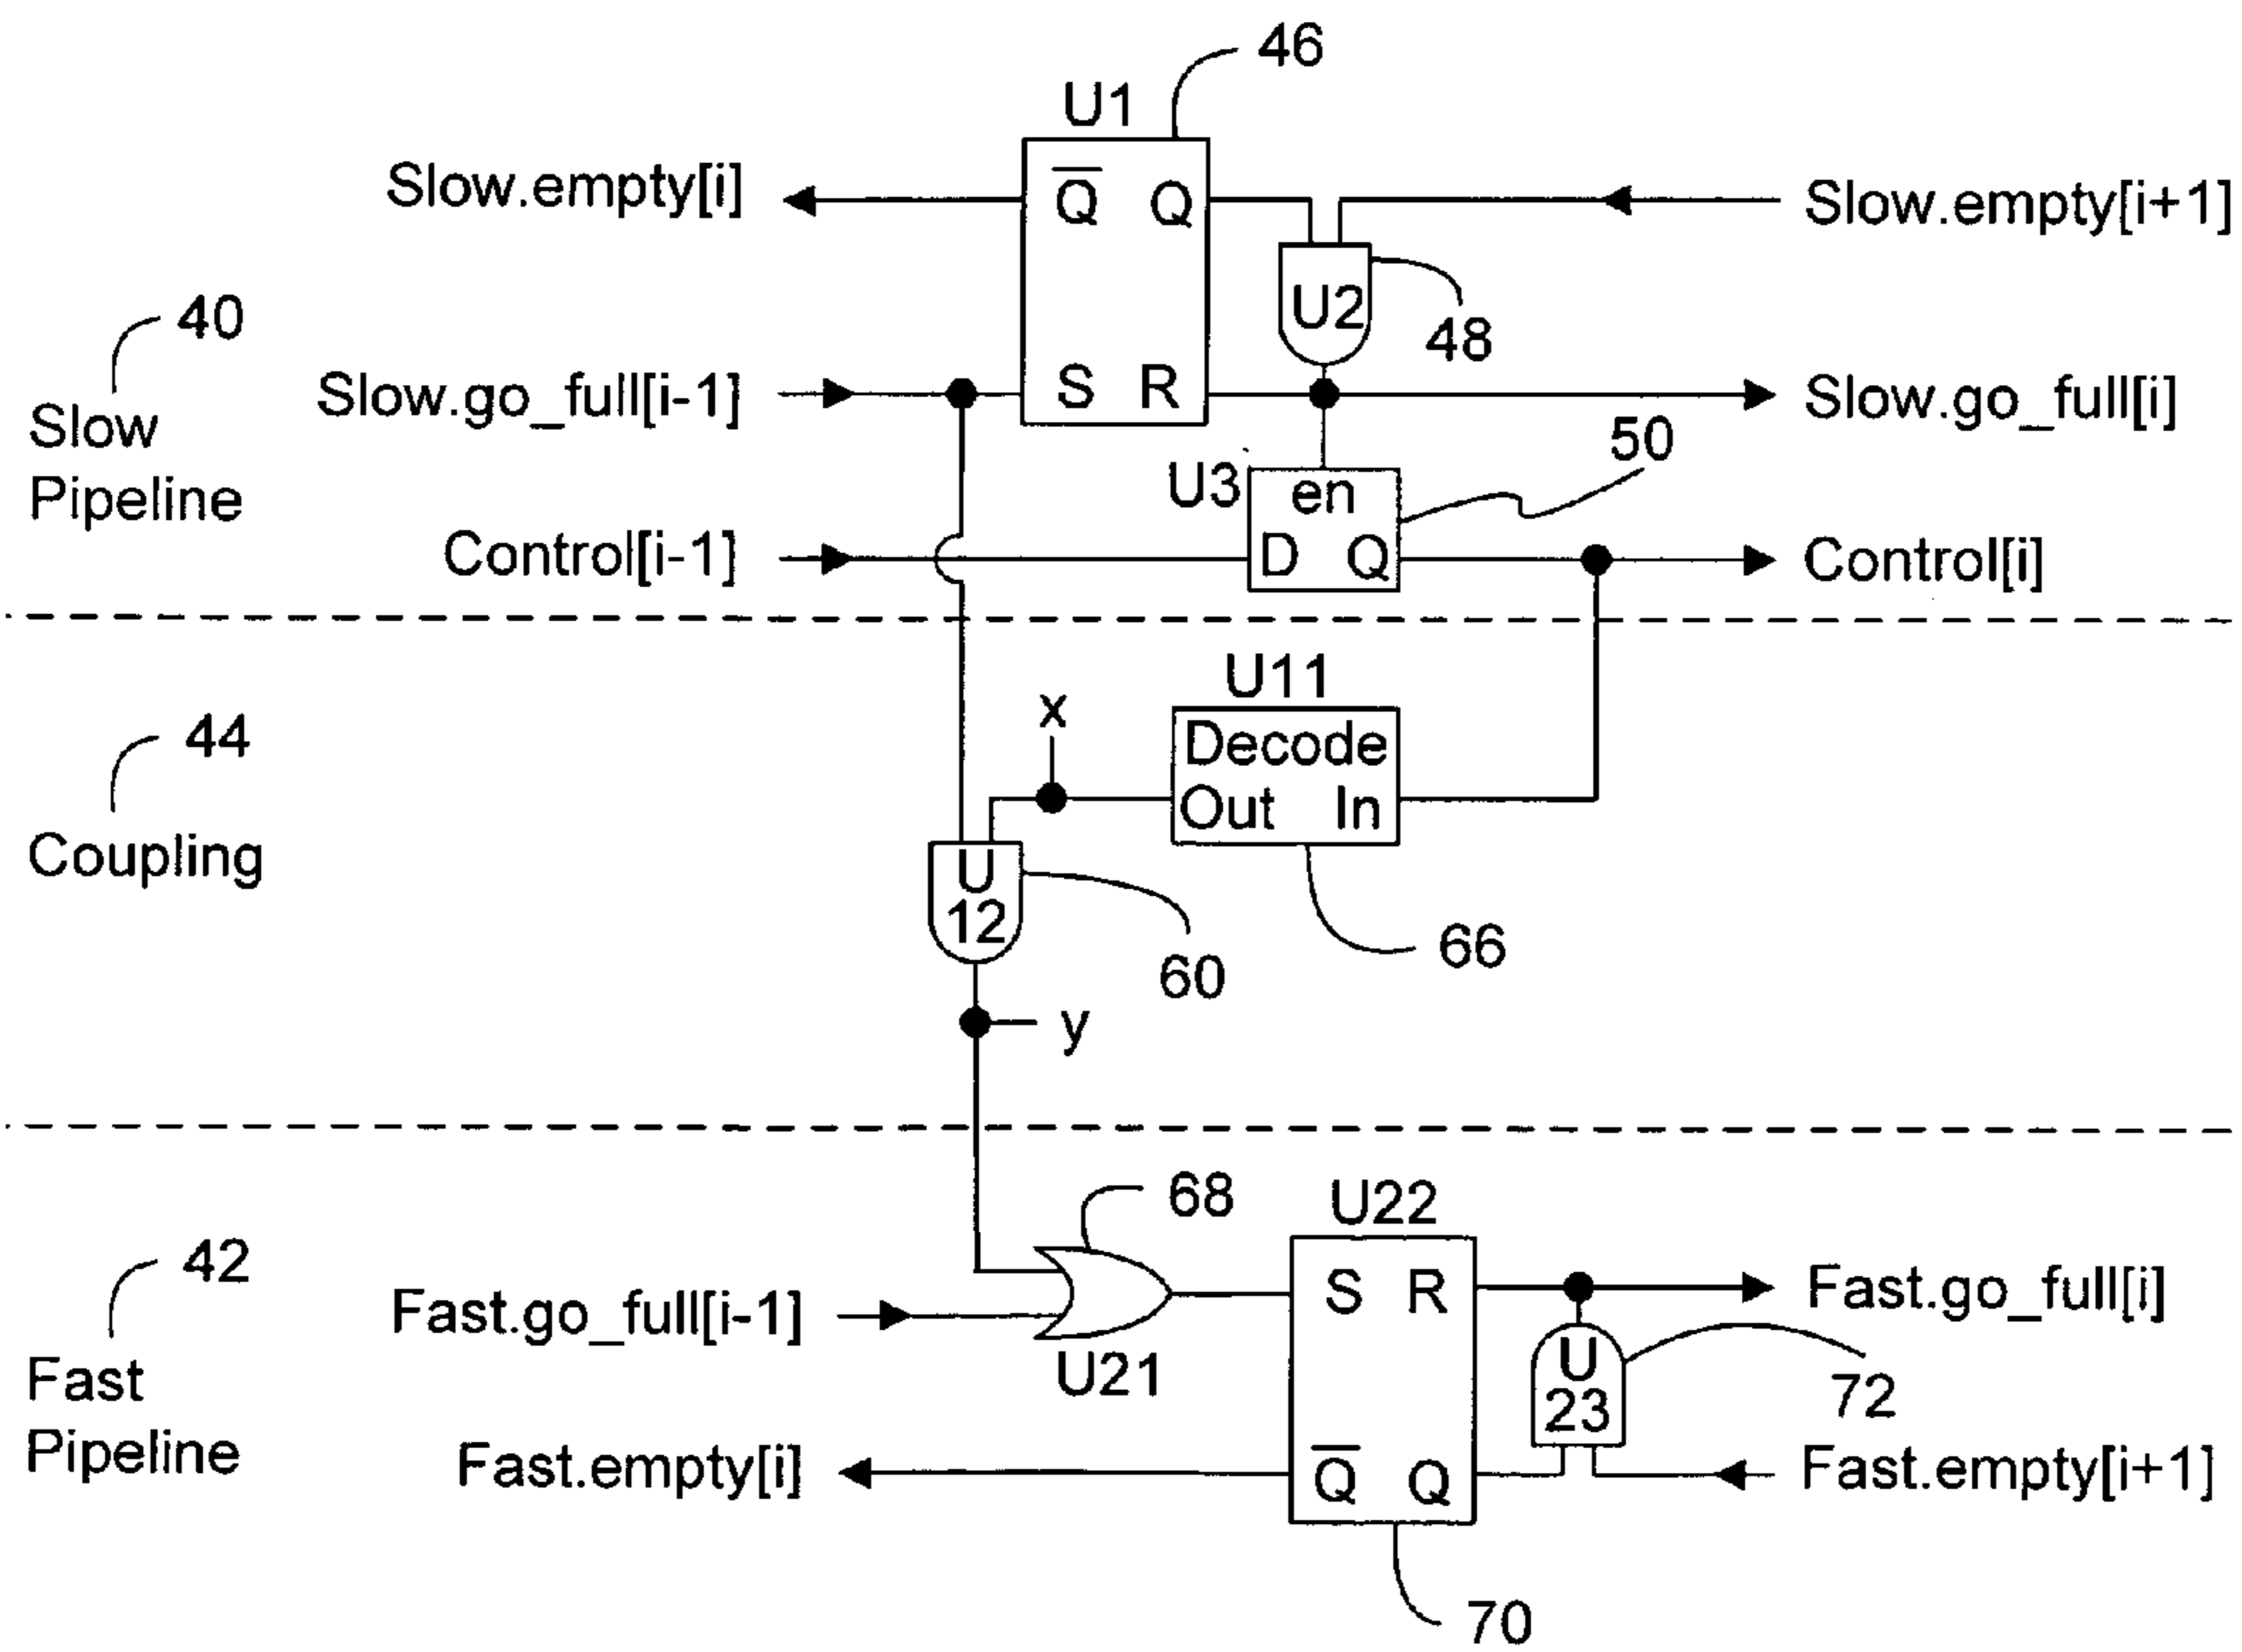 46
U1
Slow.empty[i]
Q Q
Slow.empty[i+1]
U2
48
40
Slow
Pipeline
Slow.go_full[i-1]
S R
Slow.go_full[i]
50
U3
en
Control[i-1]
D Q
Control[i]
44
Coupling
U11
x
Decode
Out In
U
12
60
66
y
68
U22
42
Fast
Pipeline
Fast.go_full[i-1]
U21
S R
Fast.go_full[i]
U
23
72
Fast.empty[i]
Q Q
Fast.empty[i+1]
70